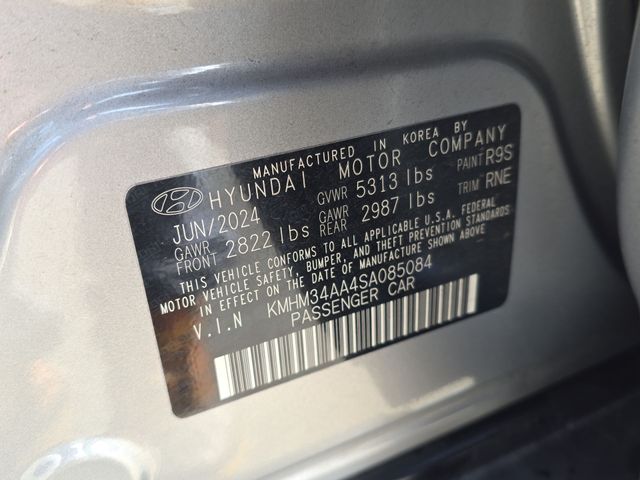 MANUFACTURED IN KOREA BY
HYUNDAI MOTOR COMPANY
JUN/2024 GVWR 5313 lbs PAINT R9S
GAWR FRONT 2822 lbs GAWR REAR 2987 lbs TRIM RNE
THIS VEHICLE CONFORMS TO ALL APPLICABLE U.S.A. FEDERAL
MOTOR VEHICLE SAFETY, BUMPER, AND THEFT PREVENTION STANDARDS
IN EFFECT ON THE DATE OF MANUFACTURE SHOWN ABOVE
V.I.N KMHM34AA4SA085084
PASSENGER CAR